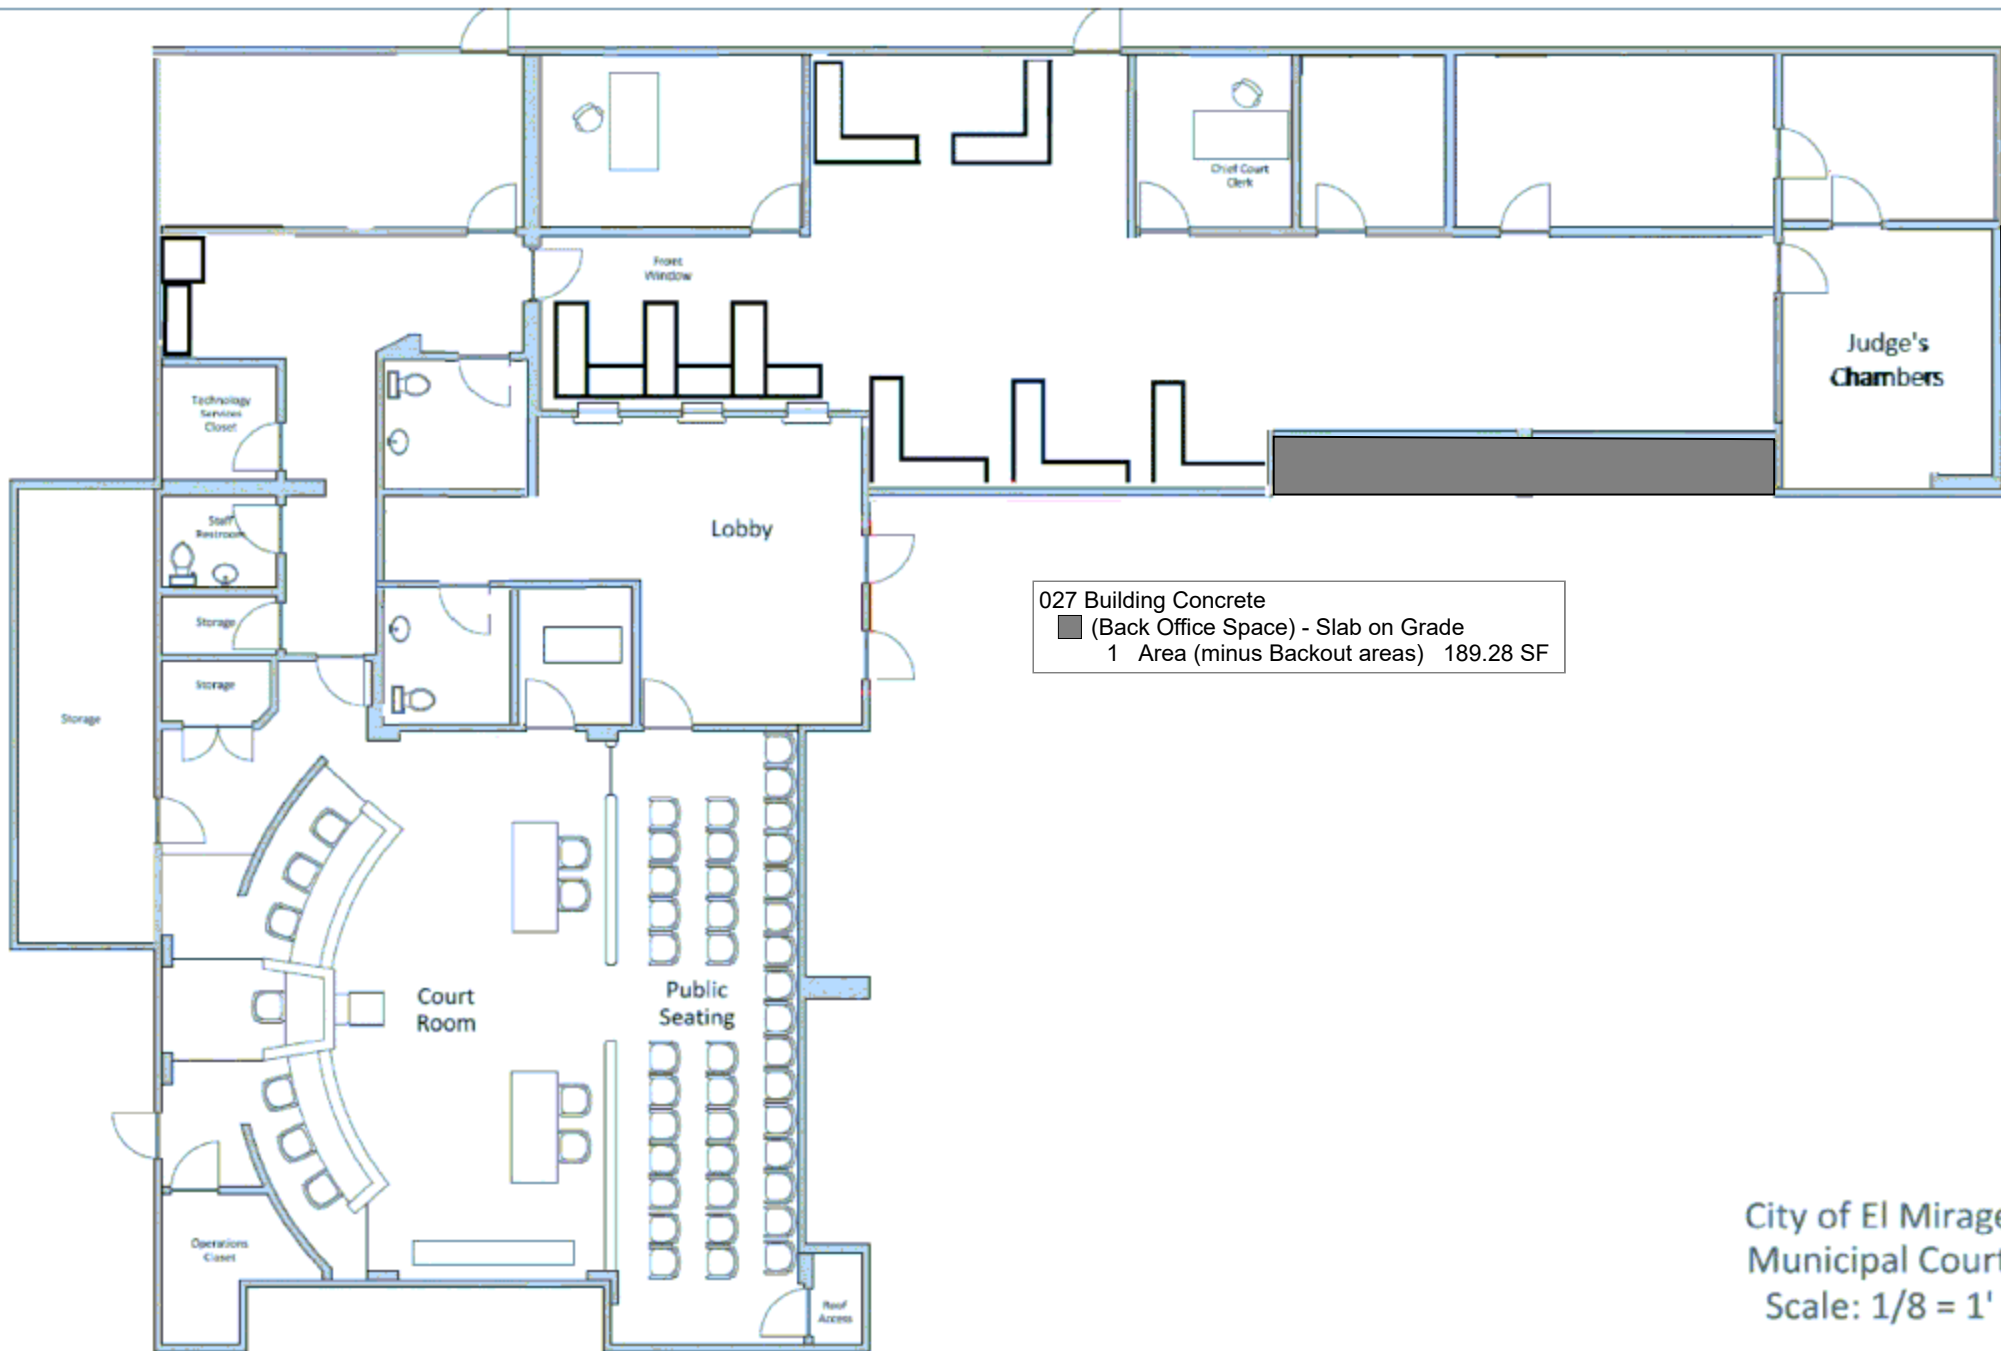 Chief Court
Clerk
Front
Window
Judge's
Chambers
Technology
Services
Closet
Staff
Restroom
Lobby
027 Building Concrete
(Back Office Space) - Slab on Grade
1 Area (minus Backout areas) 189.28 SF
Storage
Storage
Storage
Court
Room
Public
Seating
Operations
Closet
Roof
Access
City of El Mirage
Municipal Court
Scale: 1/8 = 1'